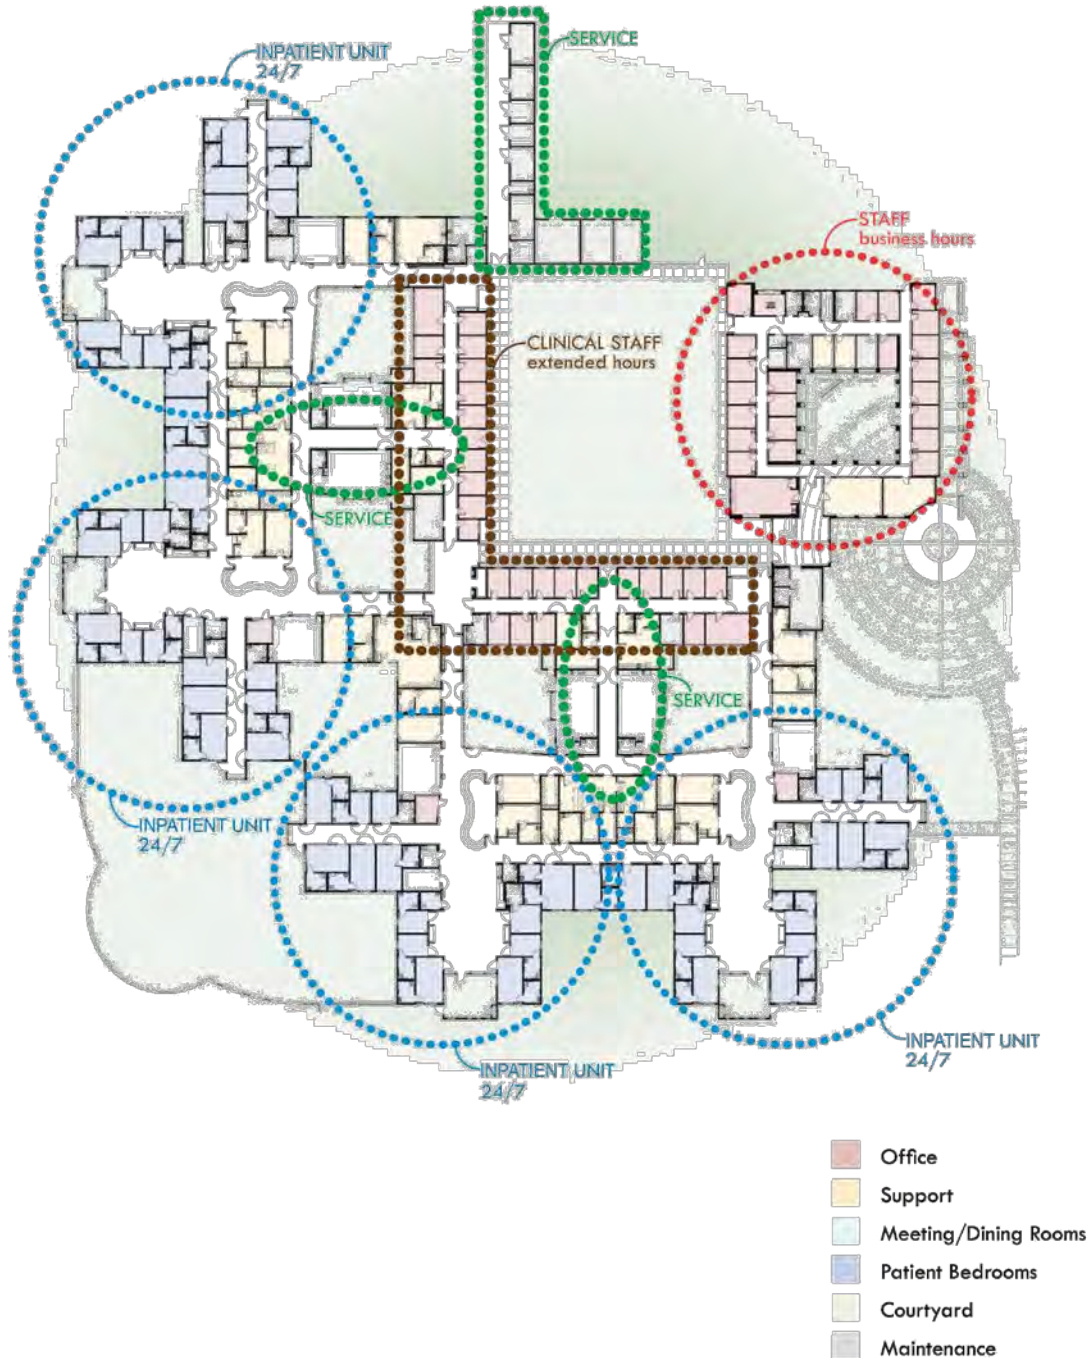 INPATIENT UNIT
24/7
SERVICE
STAFF
business hours
CLINICAL STAFF
extended hours
SERVICE
SERVICE
INPATIENT UNIT
24/7
INPATIENT UNIT
24/7
INPATIENT UNIT
24/7
Office
Support
Meeting/Dining Rooms
Patient Bedrooms
Courtyard
Maintenance